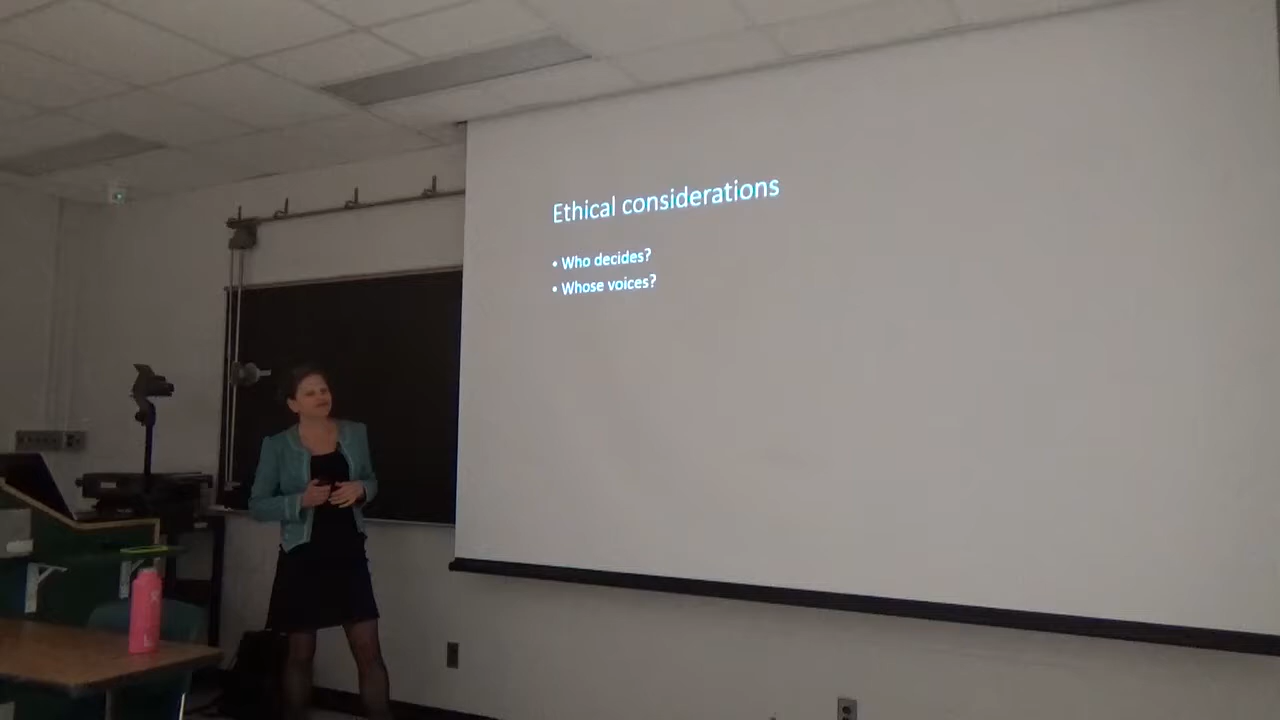 Ethical considerations
• Who decides?
• Whose voices?